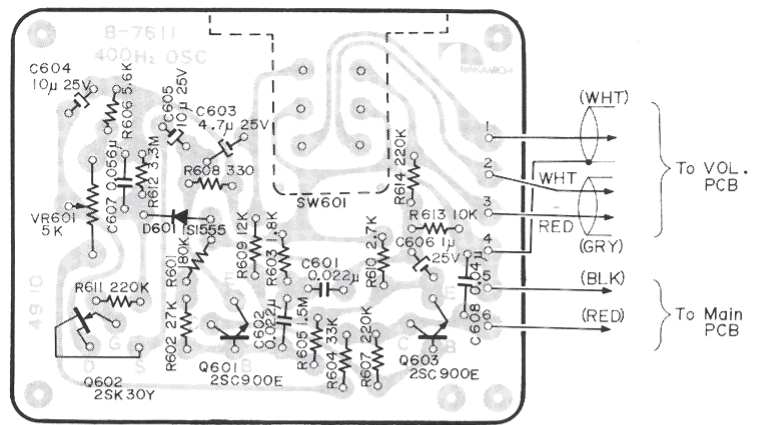 B-7611
400Hz OSC
NAKAMICHI
C604
10μ 25V
R606 5.6K
C605
10μ 25V
C603
4.7μ 25V
C607 0.056μ
R612 3.3M
R608 330
R614 220K
SW601
VR601
5K
D601 1S1555
R601 180K
R609 12K
R603 1.8K
C601
0.022μ
R610 2.7K
R613 10K
C606 1μ
25V
0.04μ
C608
R611 220K
4910
R602 27K
C602
0.022μ
R605 1.5M
R604 33K
R607 220K
G
D
S
E
B
C
E
B
Q602
2SK30Y
Q601
2SC900E
Q603
2SC900E
1
2
3
4
5
6
(WHT)
WHT
RED
(GRY)
(BLK)
(RED)
To VOL.
PCB
To Main
PCB